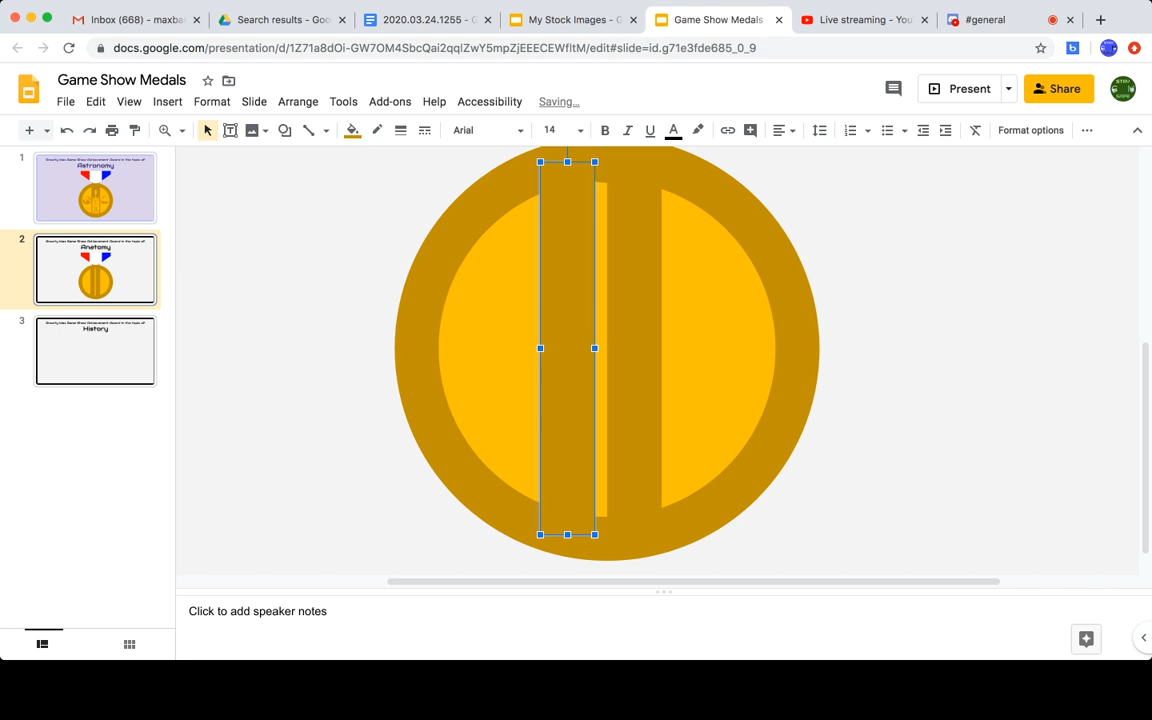 Inbox (668) - maxbar
Search results - Goo
2020.03.24.1255 - G
My Stock Images - G
Game Show Medals
Live streaming - You
#general
docs.google.com/presentation/d/1Z71a8dOi-GW7OM4SbcQai2qqlZwY5mpZjEEECEWfltM/edit#slide=id.g71e3fde685_0_9
Game Show Medals
File Edit View Insert Format Slide Arrange Tools Add-ons Help Accessibility Saving...
Present
Share
Arial 14 B I U A Format options
1
Astronomy
2
Anatomy
3
History
Click to add speaker notes